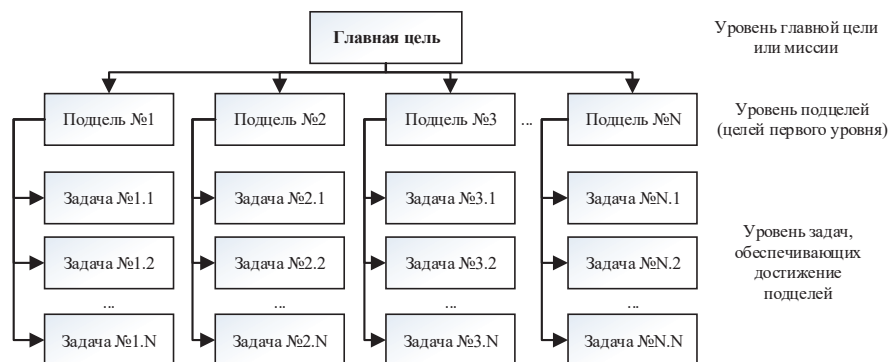 Главная цель
Уровень главной цели
или миссии
Подцель №1
Подцель №2
Подцель №3
...
Подцель №N
Уровень подцелей
(целей первого уровня)
Задача №1.1
Задача №2.1
Задача №3.1
Задача №N.1
Задача №1.2
Задача №2.2
Задача №3.2
Задача №N.2
Уровень задач,
обеспечивающих
достижение
подцелей
...
...
...
...
Задача №1.N
Задача №2.N
Задача №3.N
Задача №N.N